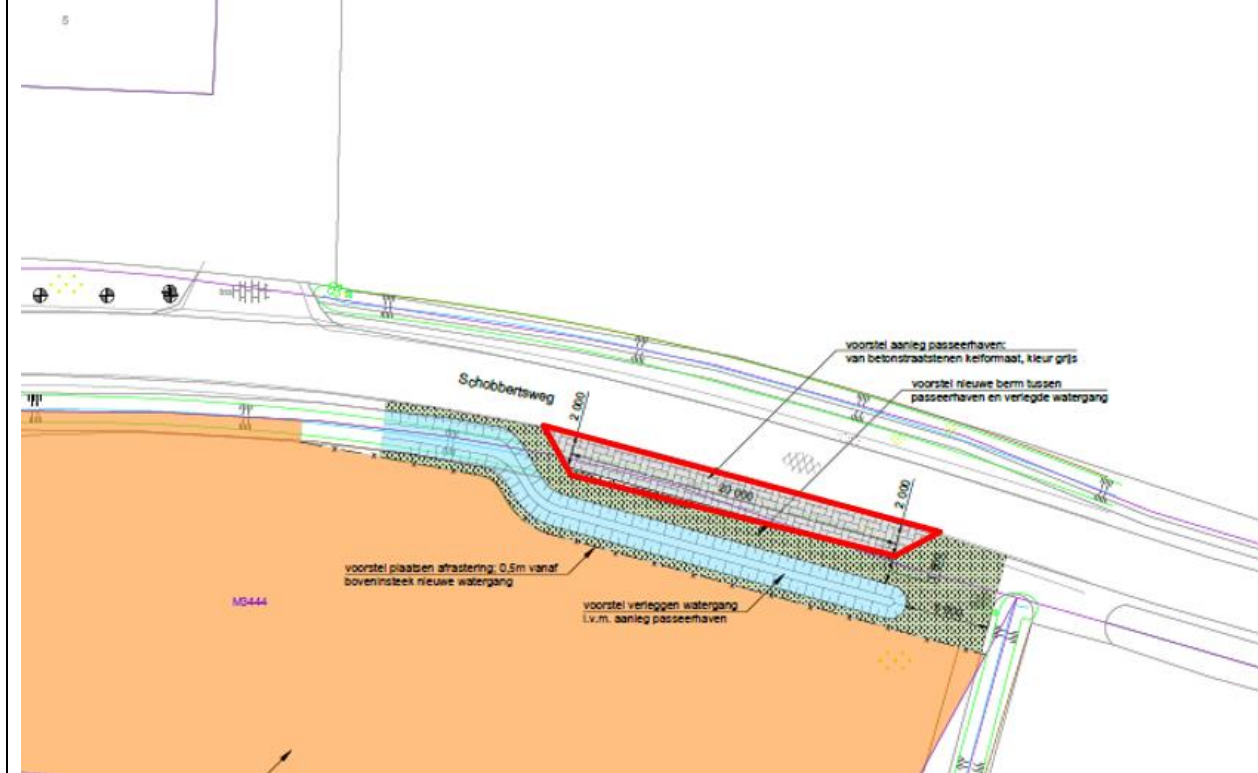 5
voorstel aanleg passeerhaven:
van betonstraatstenen keiformaat, kleur grijs
Schobbertsweg
voorstel nieuwe berm tussen
passeerhaven en verlegde watergang
2.000
20.000
2.000
voorstel plaatsen afrastering; 0,5m vanaf
boveninsteek nieuwe watergang
M3444
voorstel verleggen watergang
i.v.m. aanleg passeerhaven